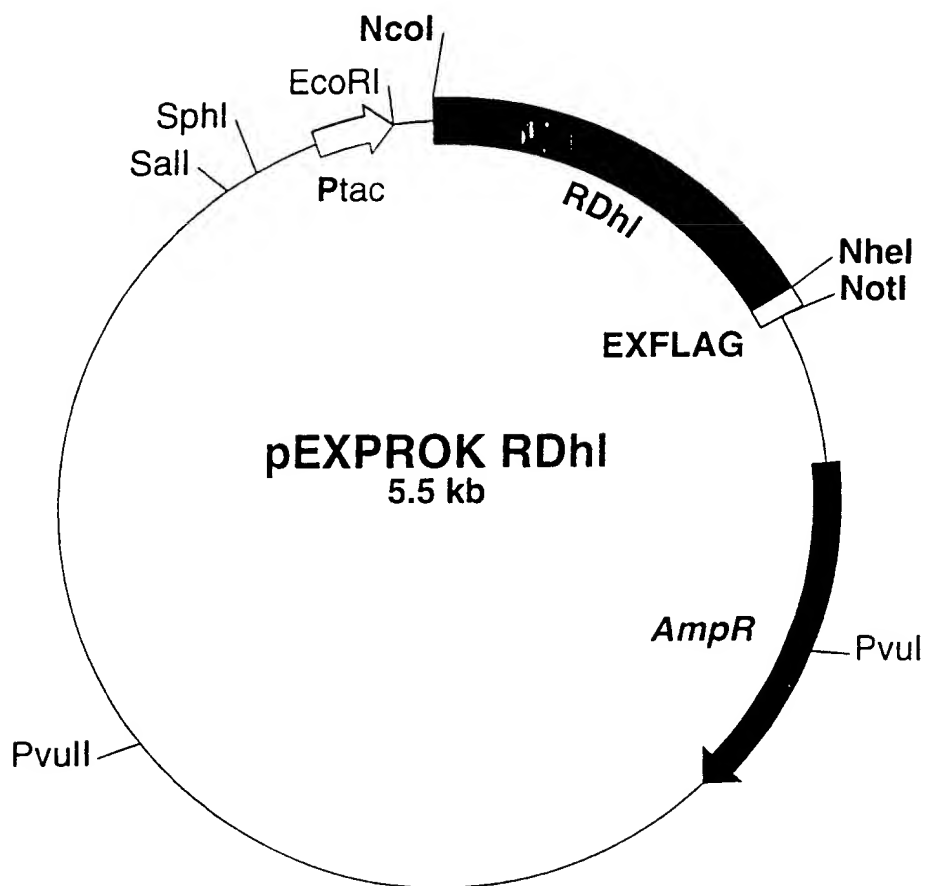 NcoI
EcoRI
SphI
SalI
Ptac
RDhI
NheI
NotI
EXFLAG
pEXPROK RDhI
5.5 kb
AmpR
PvuI
PvuII